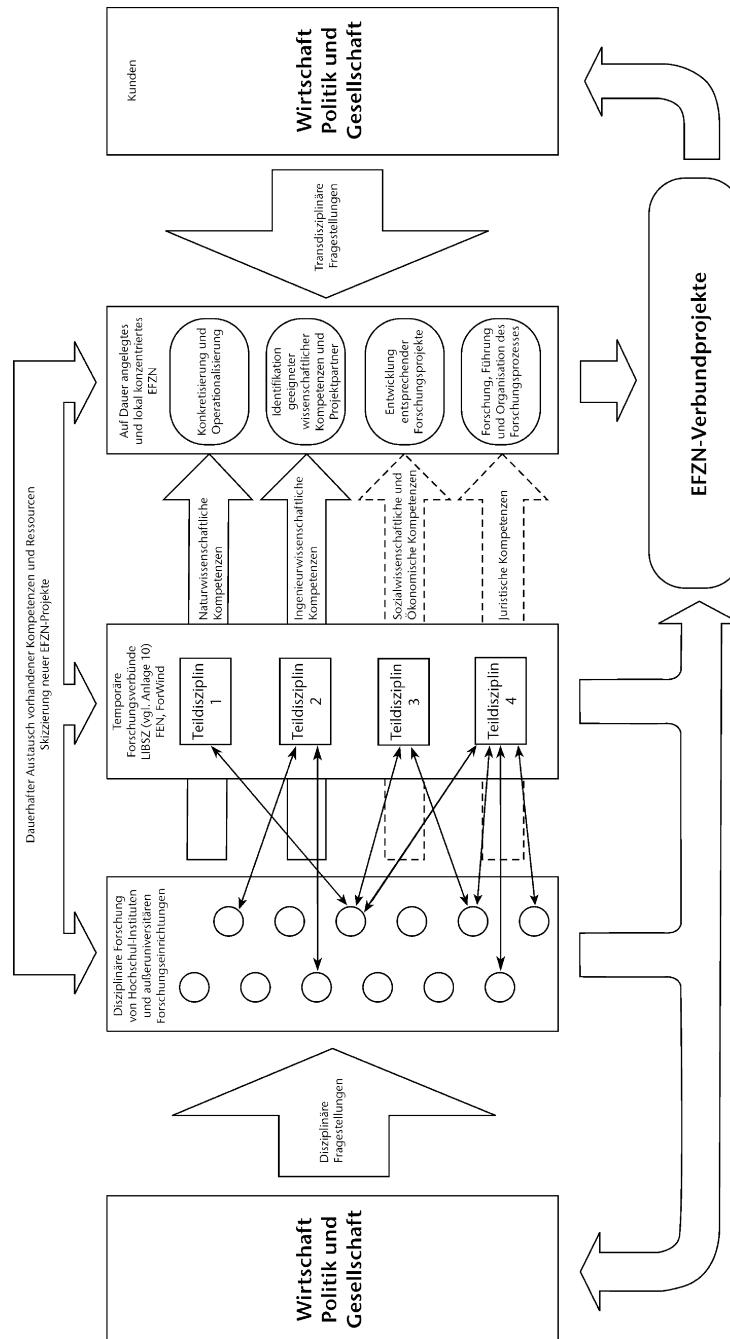 Dauerhafter Austausch vorhandener Kompetenzen und Ressourcen
Skizzierung neuer EFZN-Projekte
Wirtschaft
Politik und
Gesellschaft
Disziplinäre
Fragestellungen
Disziplinäre Forschung
von Hochschul-Instituten
und außeruniversitären
Forschungseinrichtungen
Temporäre
Forschungsverbünde
LIBSZ (vgl. Anlage 10)
FEN, ForWind
Teildisziplin
1
Teildisziplin
2
Teildisziplin
3
Teildisziplin
4
Naturwissenschaftliche
Kompetenzen
Ingenieurwissenschaftliche
Kompetenzen
Sozialwissenschaftliche und
Ökonomische Kompetenzen
Juristische Kompetenzen
Auf Dauer angelegtes
und lokal konzentriertes
EFZN
Konkretisierung und
Operationalisierung
Identifikation
geeigneter
wissenschaftlicher
Kompetenzen und
Projektpartner
Entwicklung
entsprechender
Forschungsprojekte
Forschung, Führung
und Organisation des
Forschungsprozesses
Transdisziplinäre
Fragestellungen
Kunden
Wirtschaft
Politik und
Gesellschaft
EFZN-Verbundprojekte